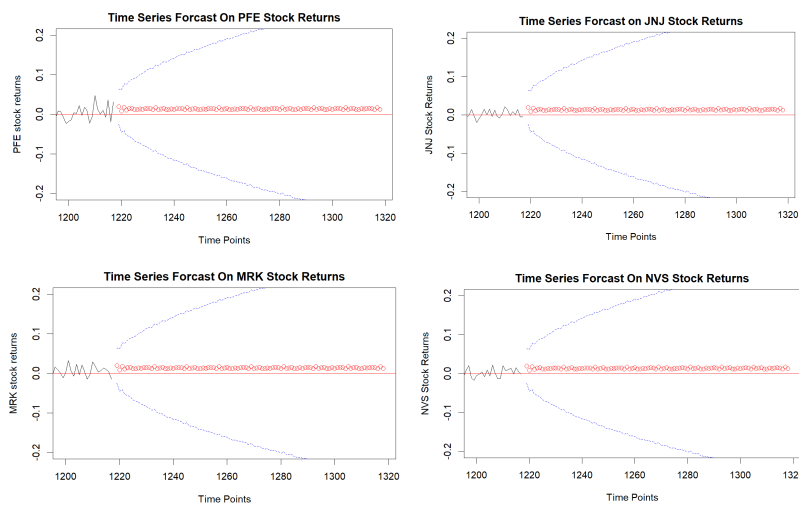 Time Series Forcast On PFE Stock Returns
PFE stock returns
0.2
0.1
0.0
-0.1
-0.2
1200 1220 1240 1260 1280 1300 1320
Time Points
Time Series Forcast on JNJ Stock Returns
JNJ Stock Returns
0.2
0.1
0.0
-0.1
-0.2
1200 1220 1240 1260 1280 1300 1320
Time Points
Time Series Forcast On MRK Stock Returns
MRK stock returns
0.2
0.1
0.0
-0.1
-0.2
1200 1220 1240 1260 1280 1300 1320
Time Points
Time Series Forcast On NVS Stock Returns
NVS Stock Returns
0.2
0.1
0.0
-0.1
-0.2
1200 1220 1240 1260 1280 1300
Time Points